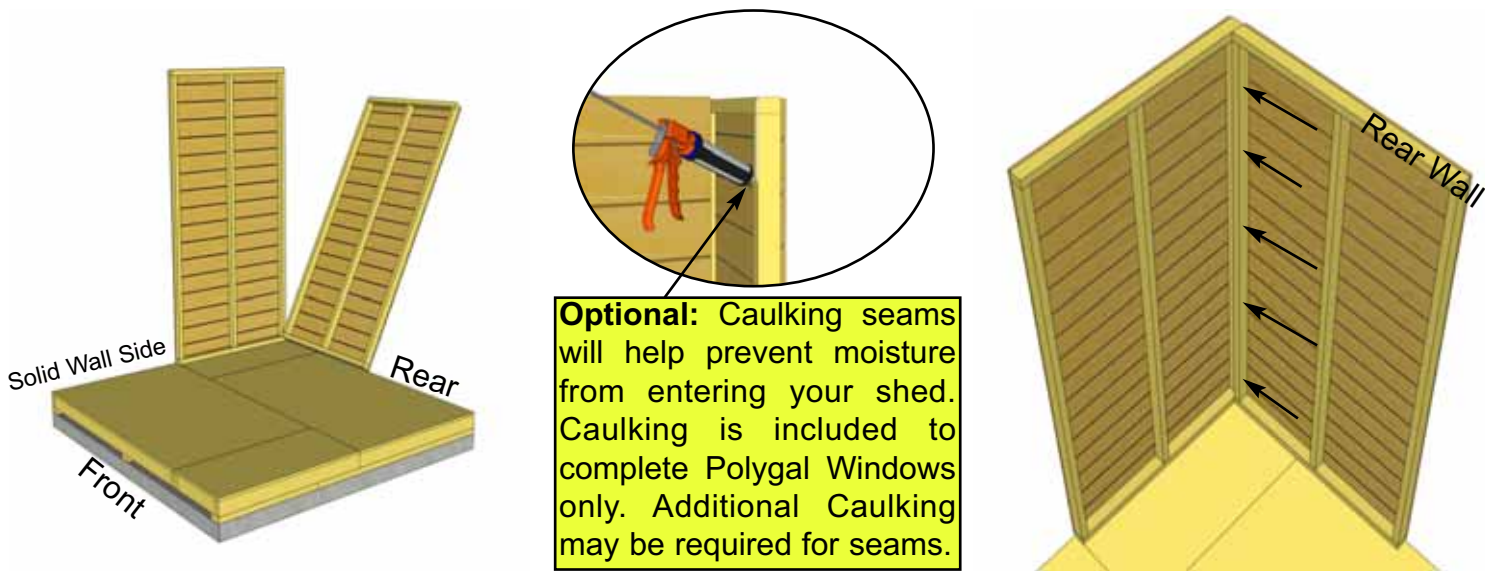 Solid Wall Side
Rear
Front
Optional: Caulking seams
will help prevent moisture
from entering your shed.
Caulking is included to
complete Polygal Windows
only. Additional Caulking
may be required for seams.
Rear Wall